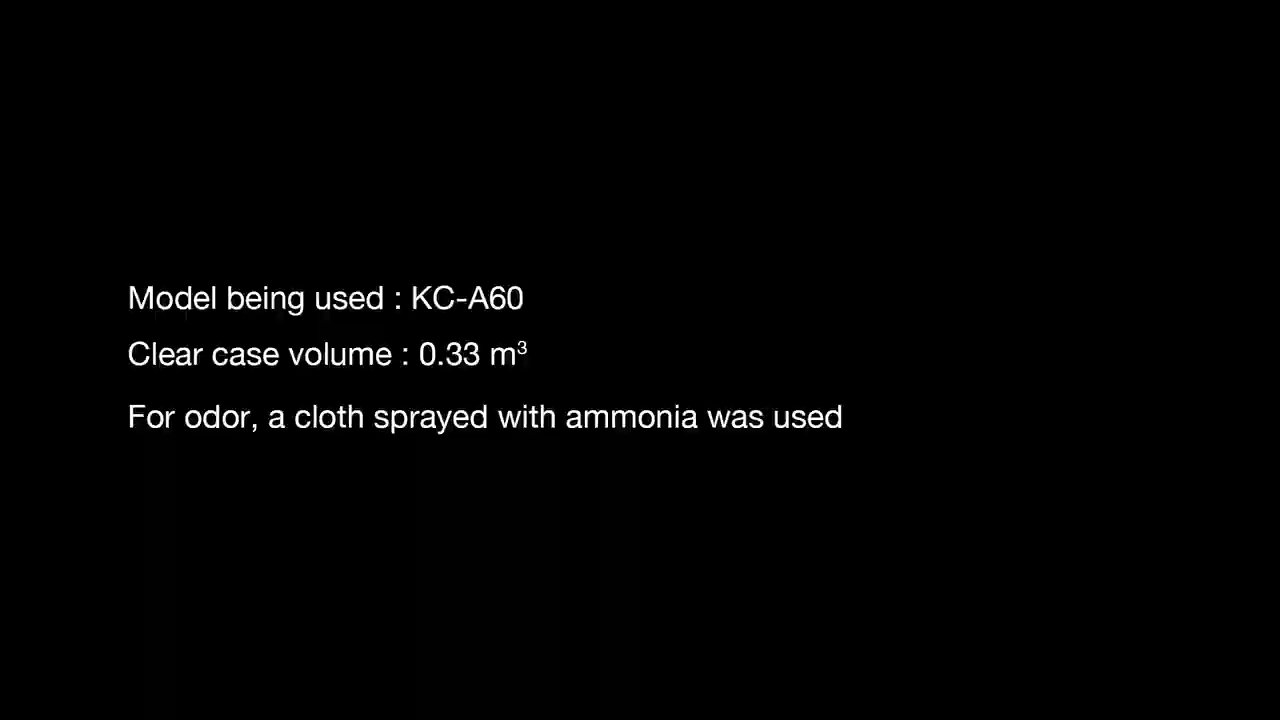 Model being used : KC-A60
Clear case volume : 0.33 m³
For odor, a cloth sprayed with ammonia was used